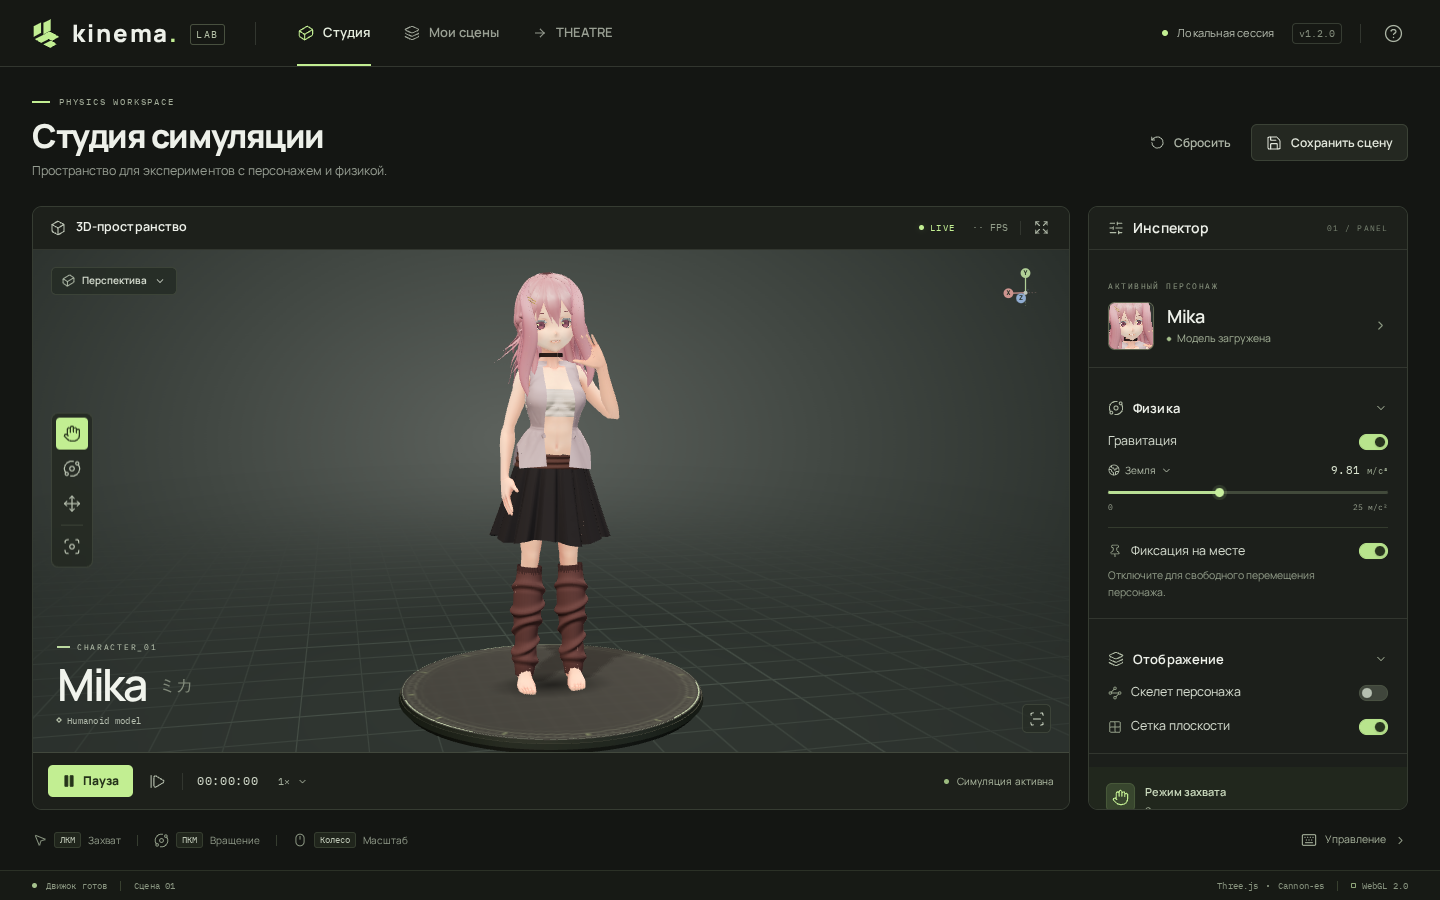 kinema.
LAB
Студия
Мои сцены
THEATRE
Локальная сессия
v1.2.0
PHYSICS WORKSPACE
Студия симуляции
Пространство для экспериментов с персонажем и физикой.
Сбросить
Сохранить сцену
3D-пространство
LIVE
-- FPS
Инспектор
01 / PANEL
Перспектива
Y
X
Z
АКТИВНЫЙ ПЕРСОНАЖ
Mika
Модель загружена
Физика
Гравитация
Земля
9.81 м/с²
0
25 м/с²
Фиксация на месте
Отключите для свободного перемещения
персонажа.
Отображение
Скелет персонажа
Сетка плоскости
Режим захвата
CHARACTER_01
Mika ミカ
Humanoid model
Пауза
00:00:00
1×
Симуляция активна
ЛКМ Захват
ПКМ Вращение
Колесо Масштаб
Управление
Движок готов
Сцена 01
Three.js • Cannon-es
WebGL 2.0